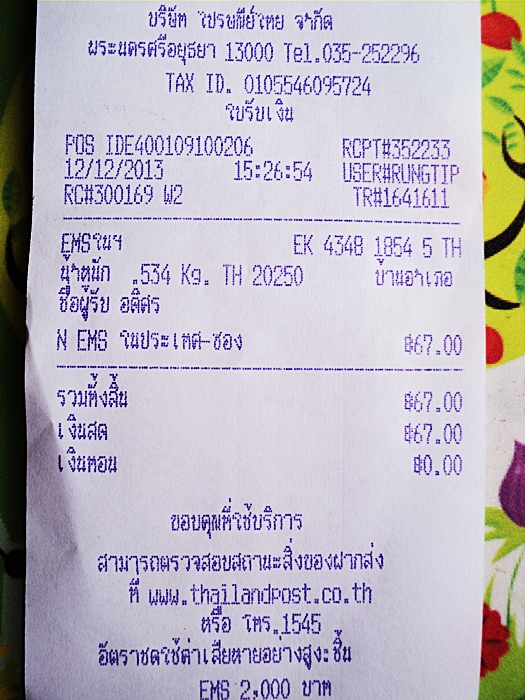 บริษัท ไปรษณีย์ไทย จำกัด
พระนครศรีอยุธยา 13000 Tel.035-252296
TAX ID. 0105546095724
ใบรับเงิน
POS IDE400109100206 RCPT#352233
12/12/2013 15:26:54 USER#RUNGTIP
RC#300169 W2 TR#1641611
EMSในฯ EK 4348 1854 5 TH
น้ำหนัก .534 Kg. TH 20250 บ้านอำเภอ
ชื่อผู้รับ อดิศร
N EMS ในประเทศ-ซอง ฿67.00
รวมทั้งสิ้น ฿67.00
เงินสด ฿67.00
เงินทอน ฿0.00
ขอบคุณที่ใช้บริการ
สามารถตรวจสอบสถานะสิ่งของฝากส่ง
ที่ www.thailandpost.co.th
หรือ โทร.1545
อัตราชดใช้ค่าเสียหายอย่างสูง:ชิ้น
EMS 2,000 บาท